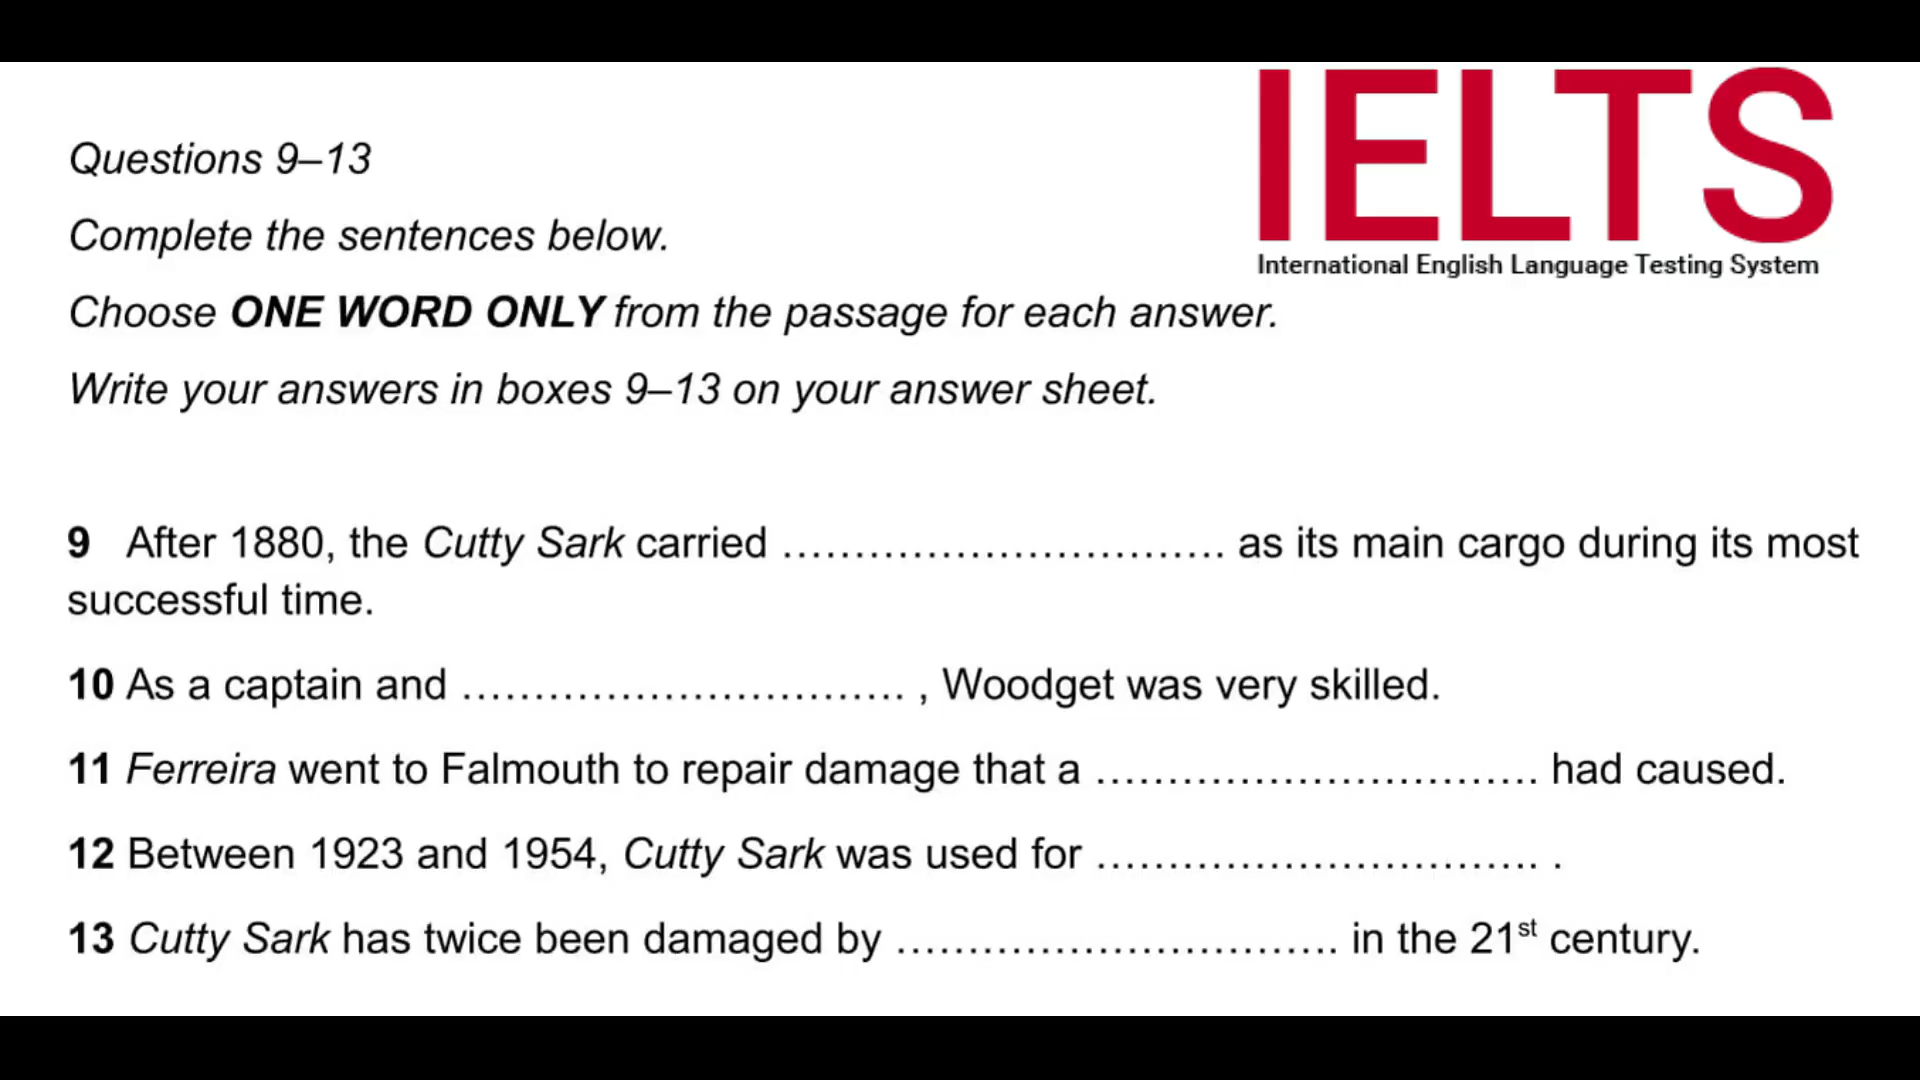 IELTS
International English Language Testing System
Questions 9–13
Complete the sentences below.
Choose ONE WORD ONLY from the passage for each answer.
Write your answers in boxes 9–13 on your answer sheet.
9 After 1880, the Cutty Sark carried ................................ as its main cargo during its most
successful time.
10 As a captain and ................................ , Woodget was very skilled.
11 Ferreira went to Falmouth to repair damage that a ................................ had caused.
12 Between 1923 and 1954, Cutty Sark was used for ................................ .
13 Cutty Sark has twice been damaged by ................................ in the 21st century.